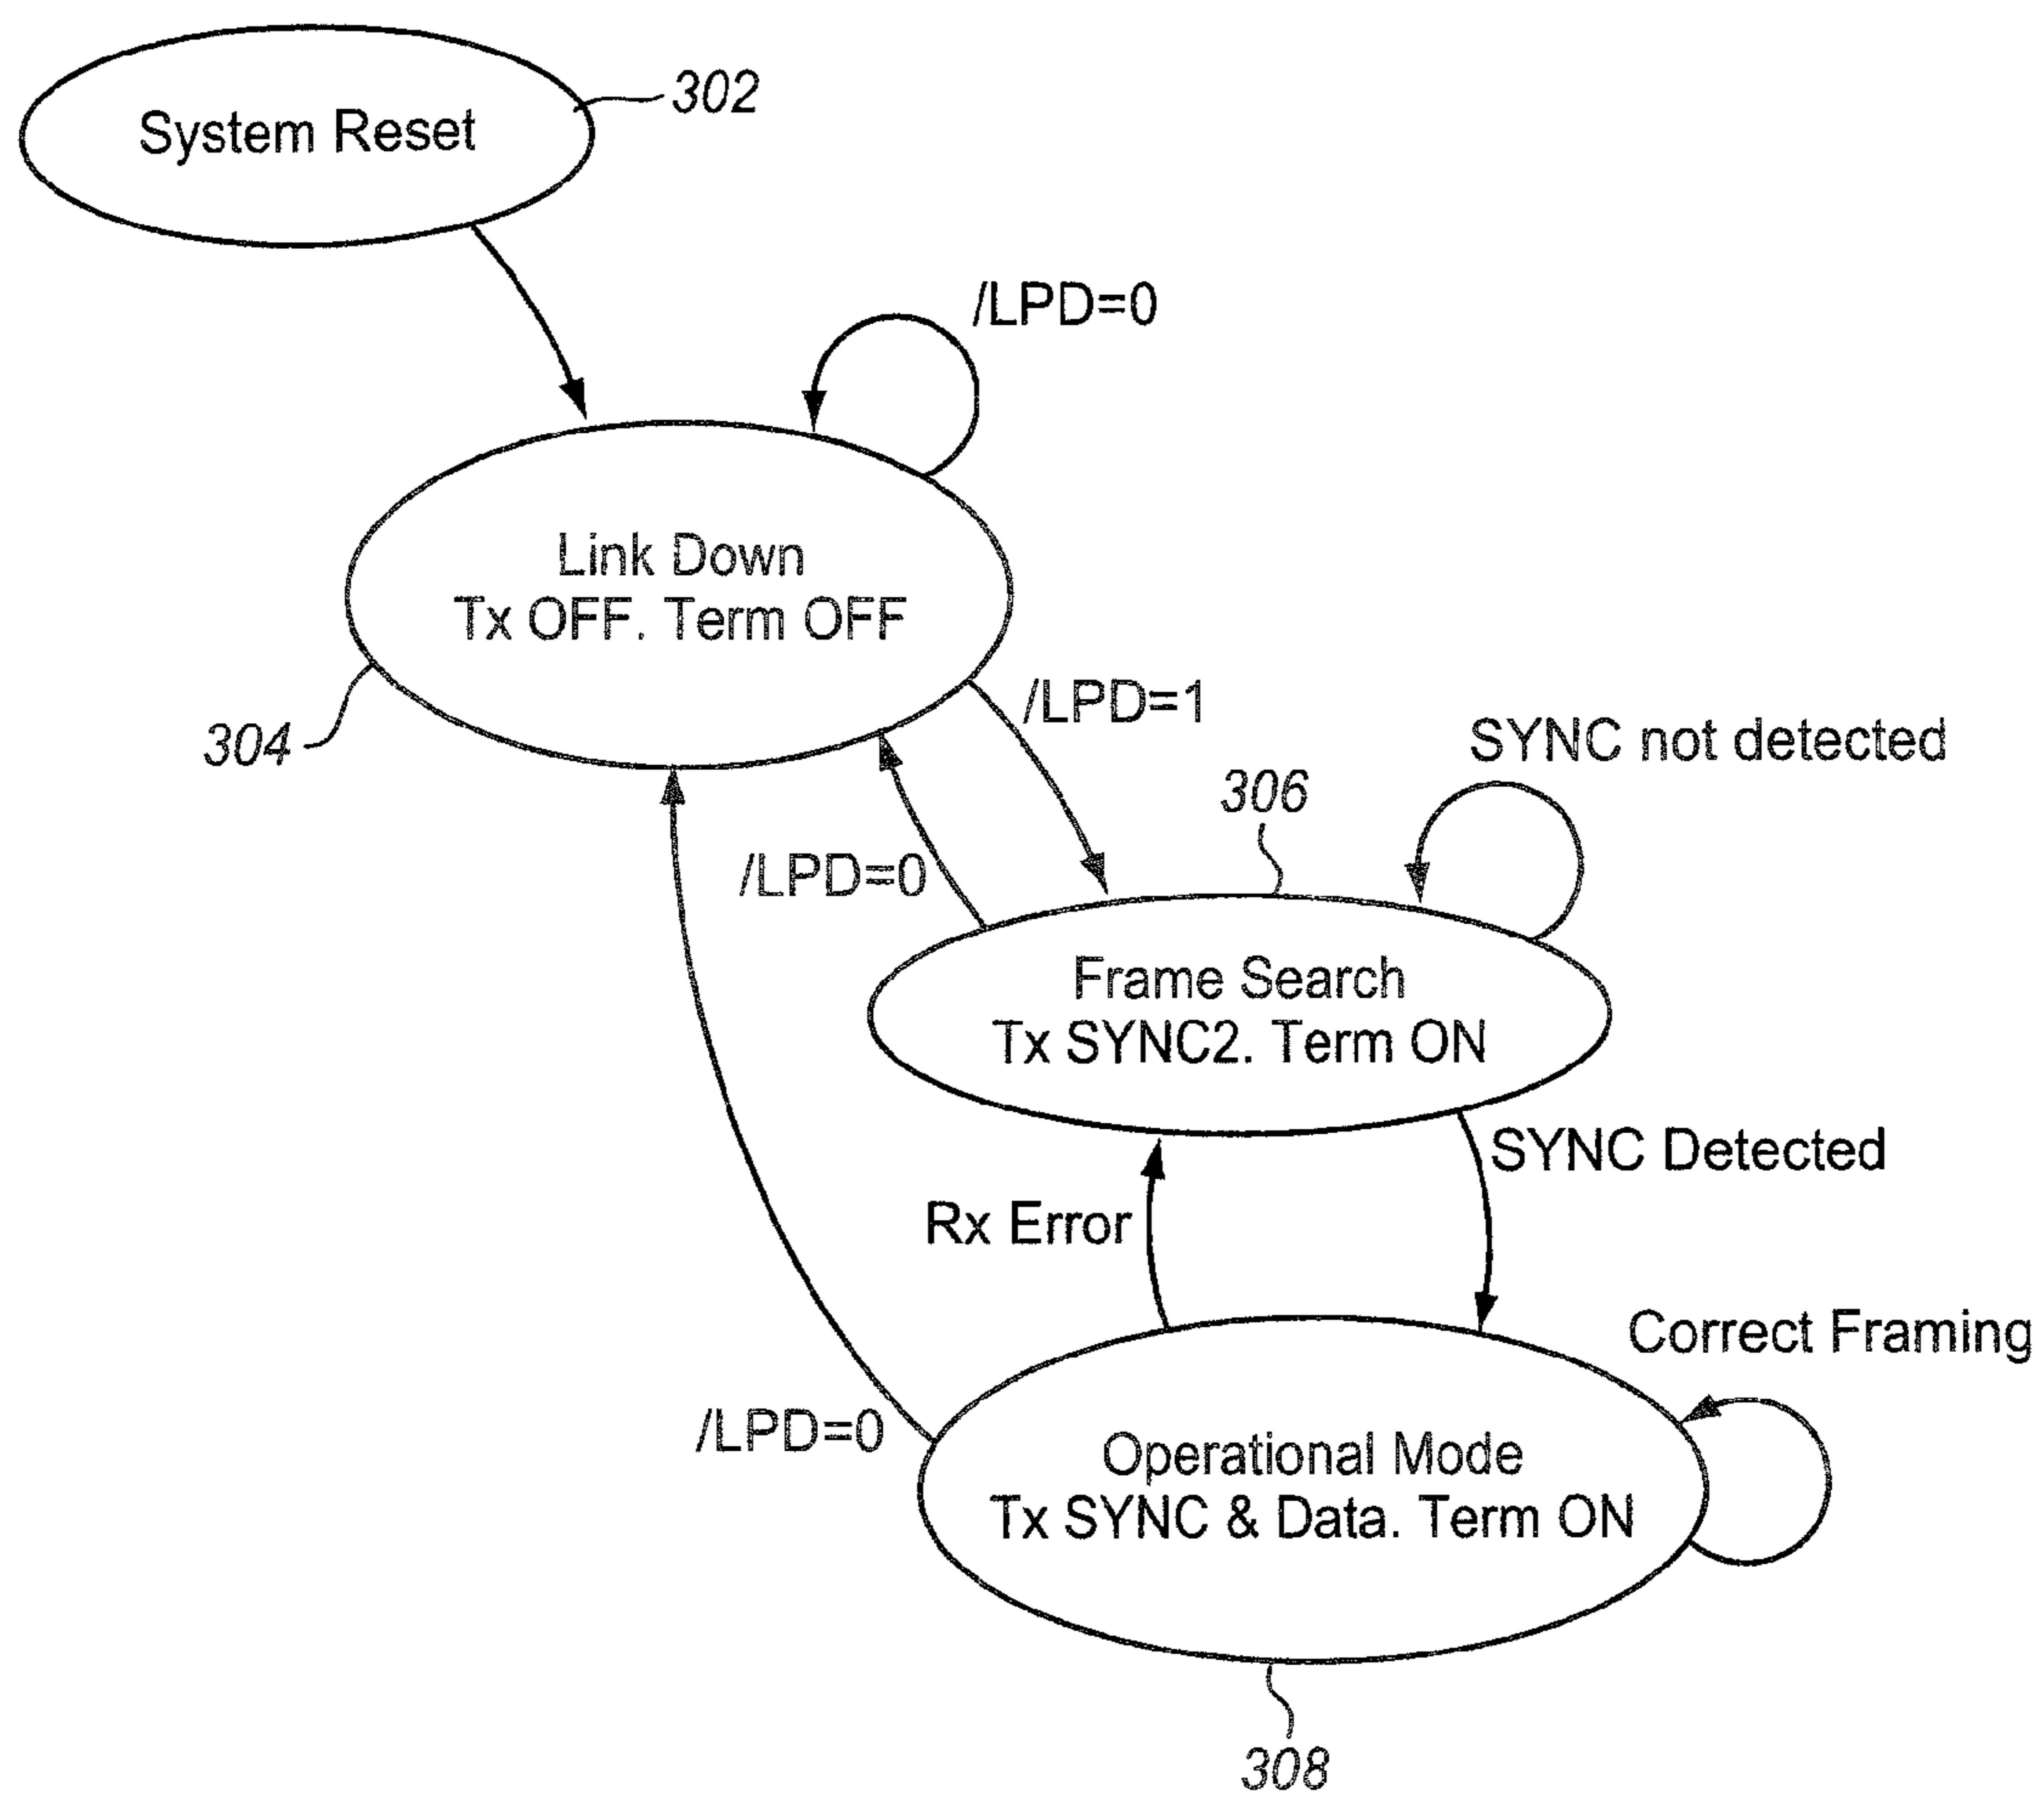 302
System Reset
/LPD=0
Link Down
Tx OFF. Term OFF
304
/LPD=1
SYNC not detected
306
/LPD=0
Frame Search
Tx SYNC2. Term ON
SYNC Detected
Rx Error
Correct Framing
/LPD=0
Operational Mode
Tx SYNC & Data. Term ON
308